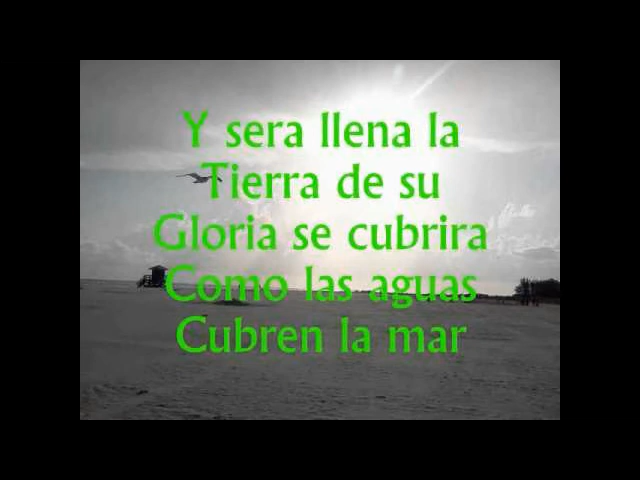 Y sera llena la
Tierra de su
Gloria se cubrira
Como las aguas
Cubren la mar